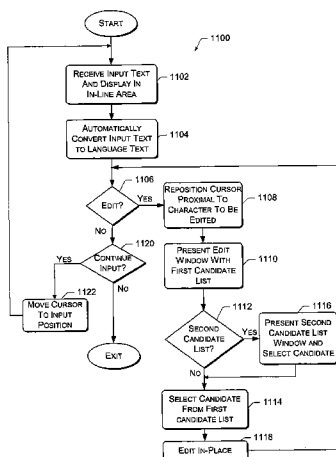 START
1100
RECEIVE INPUT TEXT
AND DISPLAY IN
IN-LINE AREA
1102
AUTOMATICALLY
CONVERT INPUT TEXT
TO LANGUAGE TEXT
1104
1106
EDIT?
YES
NO
REPOSITION CURSOR
PROXIMAL TO
CHARACTER TO BE
EDITED
1108
PRESENT EDIT
WINDOW WITH
FIRST CANDIDATE
LIST
1110
1120
CONTINUE
INPUT?
YES
NO
1122
MOVE CURSOR
TO INPUT
POSITION
EXIT
1112
SECOND
CANDIDATE
LIST?
YES
NO
1116
PRESENT SECOND
CANDIDATE LIST
WINDOW AND
SELECT CANDIDATE
SELECT CANDIDATE
FROM FIRST
CANDIDATE LIST
1114
1118
EDIT IN-PLACE